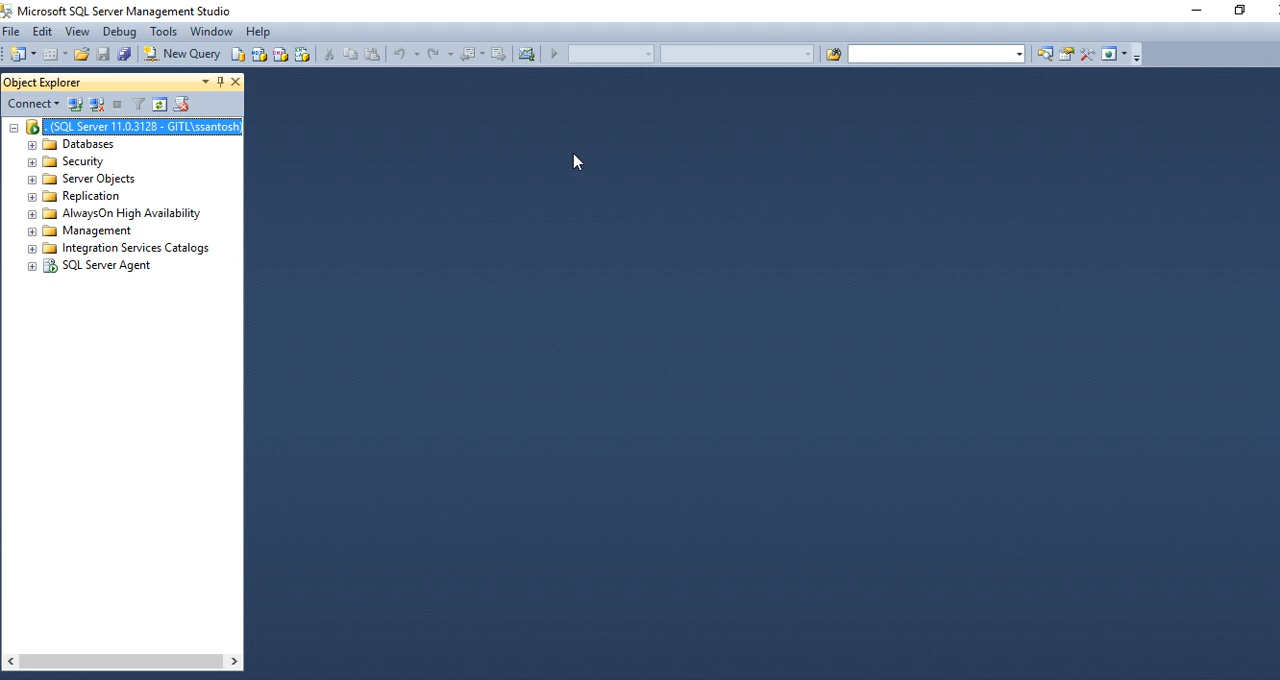 Microsoft SQL Server Management Studio
File Edit View Debug Tools Window Help
New Query
Object Explorer
Connect
. (SQL Server 11.0.3128 - GITL\ssantosh)
Databases
Security
Server Objects
Replication
AlwaysOn High Availability
Management
Integration Services Catalogs
SQL Server Agent